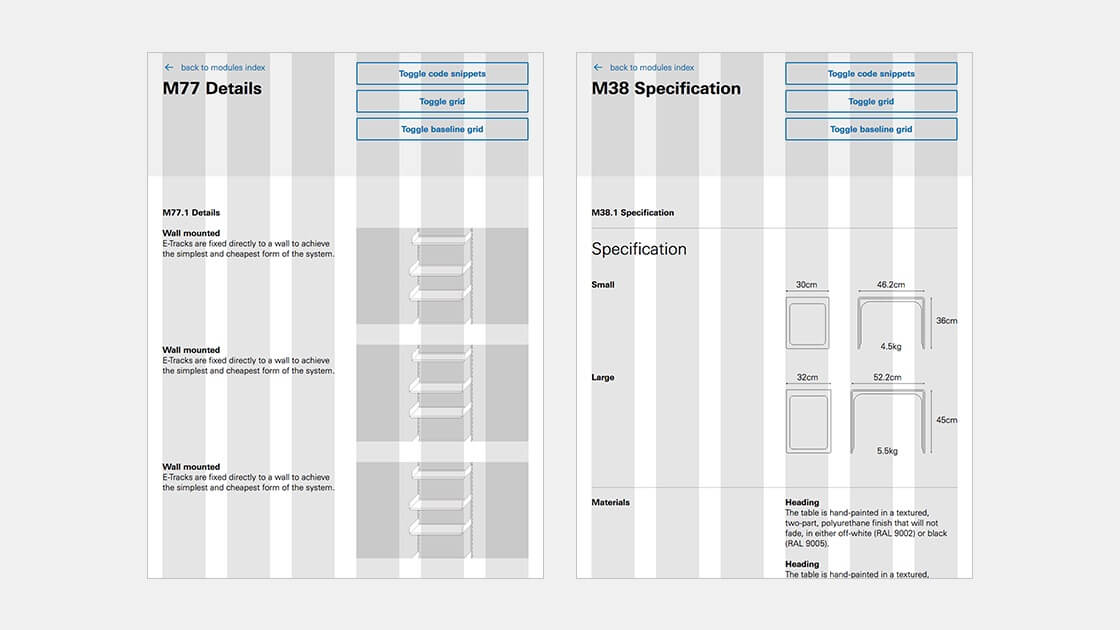 ← back to modules index
M77 Details
Toggle code snippets
Toggle grid
Toggle baseline grid
M77.1 Details
Wall mounted
E-Tracks are fixed directly to a wall to achieve
the simplest and cheapest form of the system.
Wall mounted
E-Tracks are fixed directly to a wall to achieve
the simplest and cheapest form of the system.
Wall mounted
E-Tracks are fixed directly to a wall to achieve
the simplest and cheapest form of the system.
← back to modules index
M38 Specification
Toggle code snippets
Toggle grid
Toggle baseline grid
M38.1 Specification
Specification
Small
30cm
46.2cm
36cm
4.5kg
Large
32cm
52.2cm
45cm
5.5kg
Materials
Heading
The table is hand-painted in a textured,
two-part, polyurethane finish that will not
fade, in either off-white (RAL 9002) or black
(RAL 9005).
Heading
The table is hand-painted in a textured,